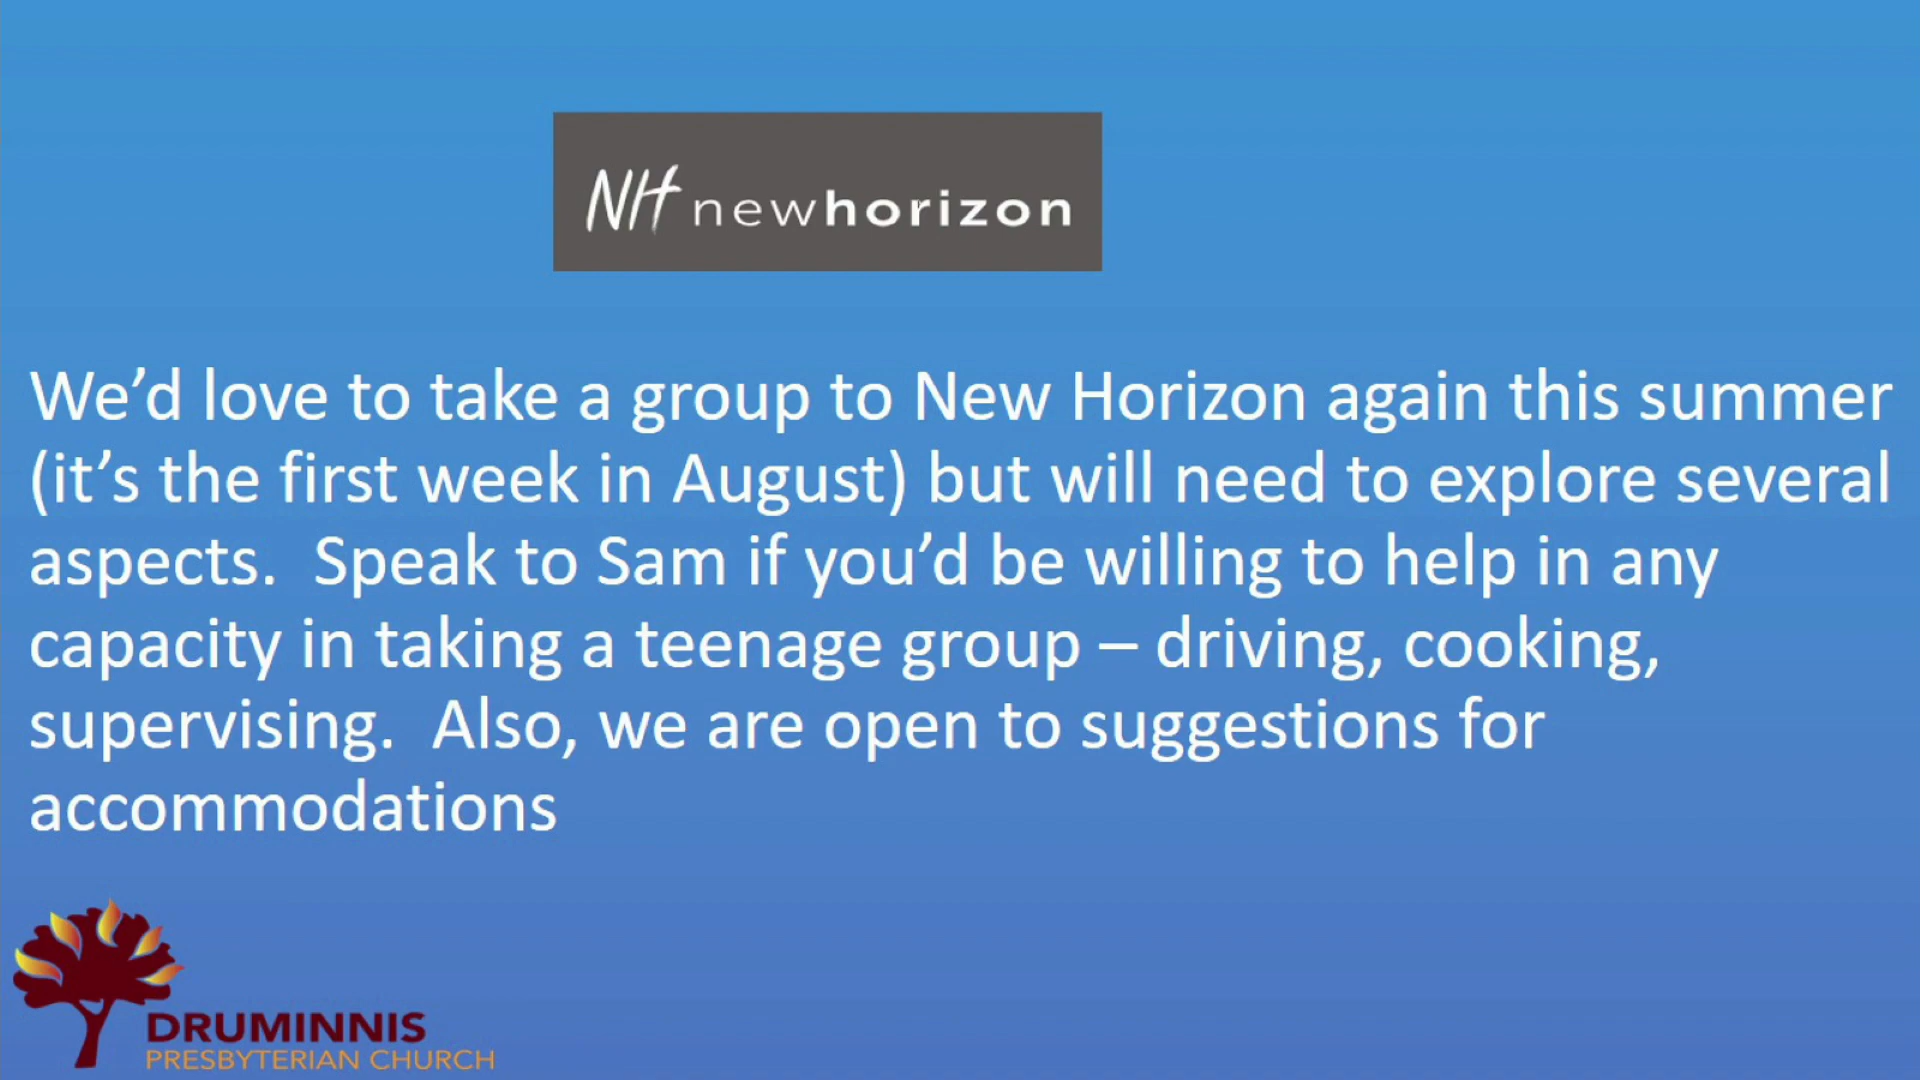 NH newhorizon
We’d love to take a group to New Horizon again this summer
(it’s the first week in August) but will need to explore several
aspects.  Speak to Sam if you’d be willing to help in any
capacity in taking a teenage group – driving, cooking,
supervising.  Also, we are open to suggestions for
accommodations
DRUMINNIS
PRESBYTERIAN CHURCH